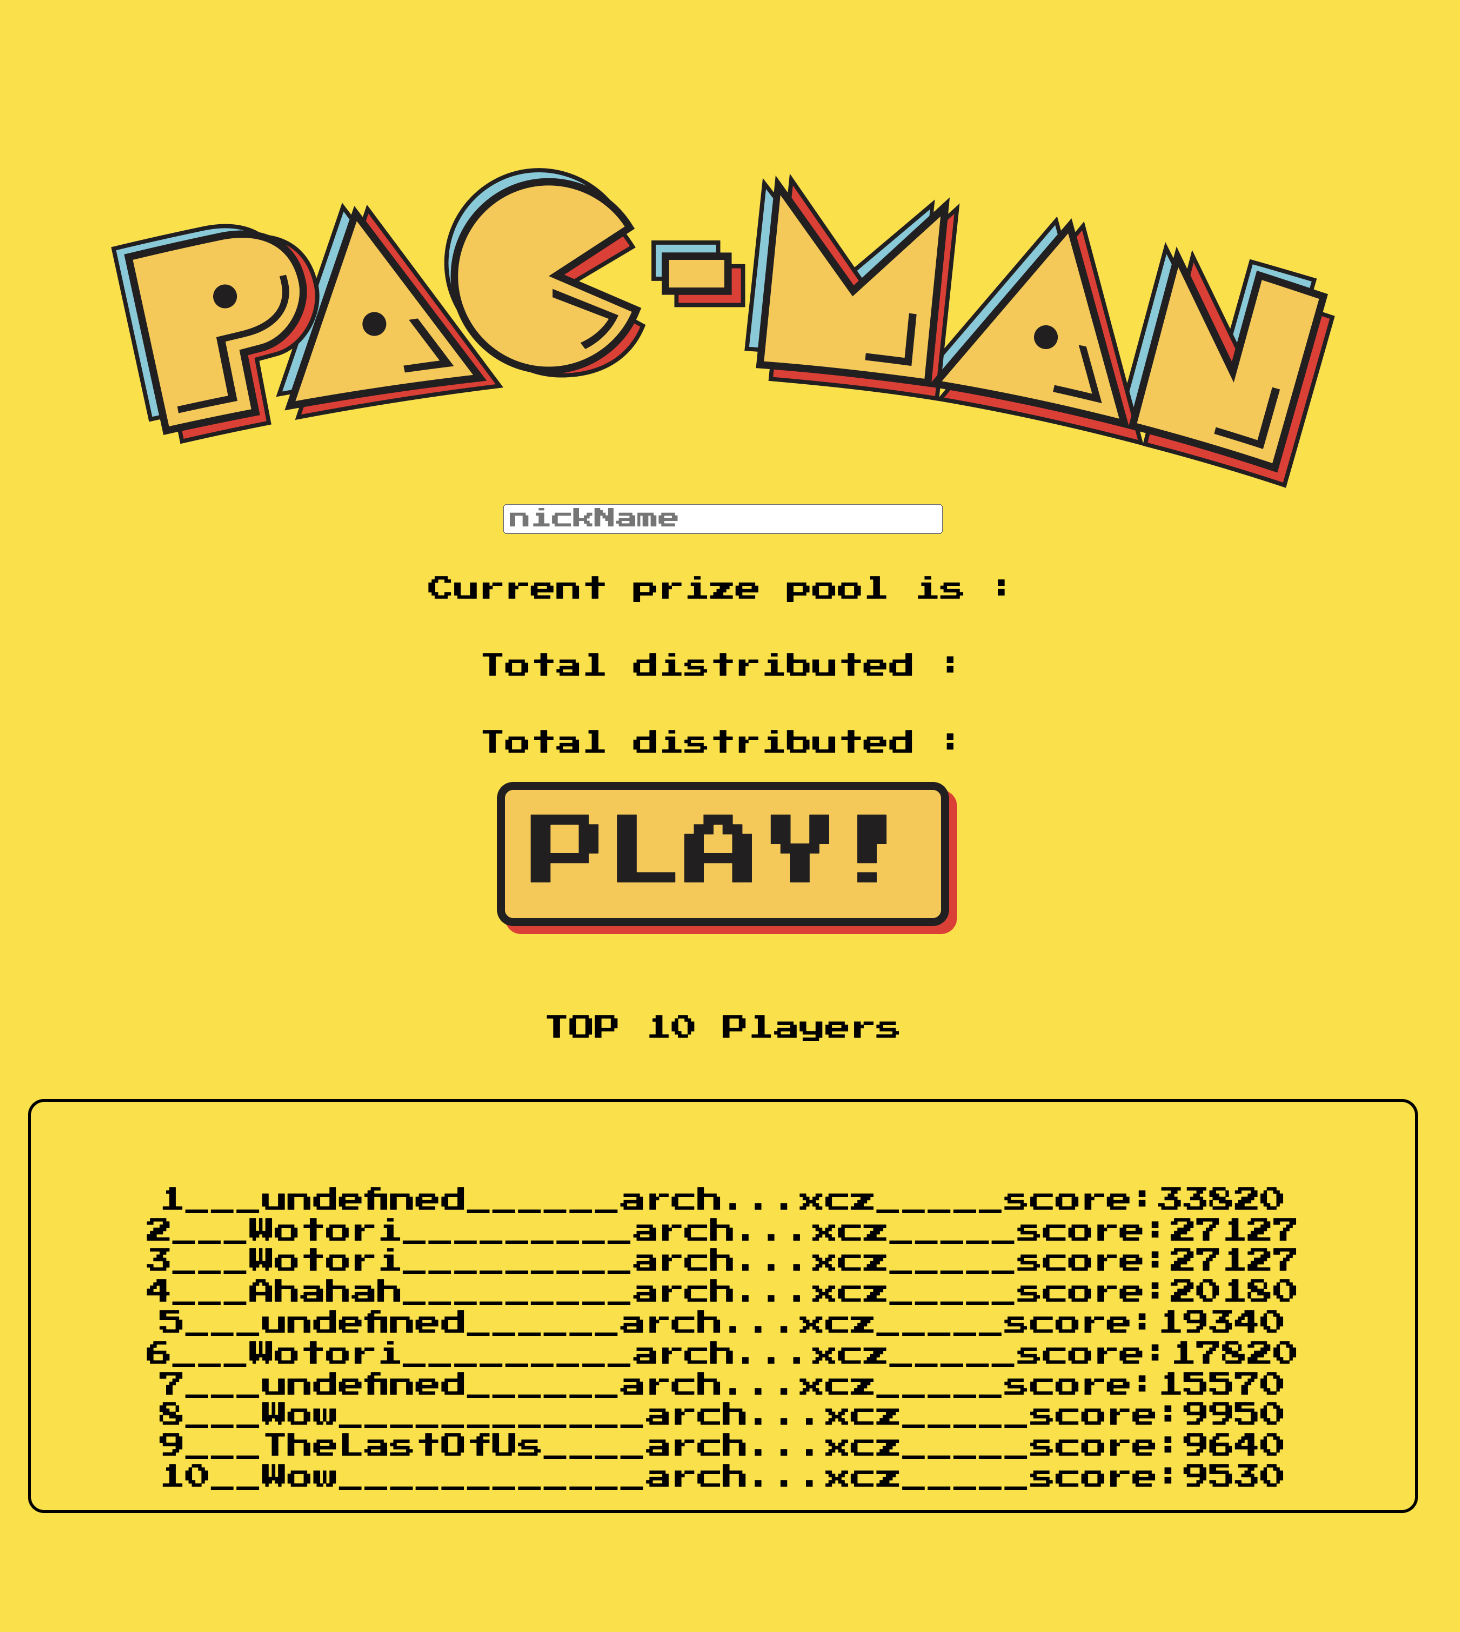 PAC-MAN
nickName
Current prize pool is :
Total distributed :
Total distributed :
PLAY!
TOP 10 Players
1___undefined______arch...xcz_____score:33820
2___Wotori_________arch...xcz_____score:27127
3___Wotori_________arch...xcz_____score:27127
4___Ahahah_________arch...xcz_____score:20180
5___undefined______arch...xcz_____score:19340
6___Wotori_________arch...xcz_____score:17820
7___undefined______arch...xcz_____score:15570
8___Wow____________arch...xcz_____score:9950
9___TheLastOfUs____arch...xcz_____score:9640
10__Wow____________arch...xcz_____score:9530